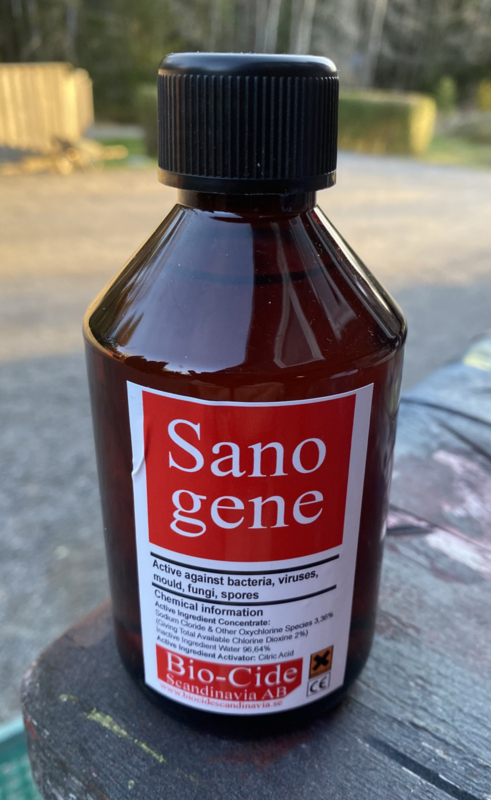 Sano
gene
Active against bacteria, viruses,
mould, fungi, spores
Chemical information
Active Ingredient Concentrate:
Sodium Cloride & Other Oxychlorine Species 3,36%
(Giving Total Available Chlorine Dioxine 2%)
Inactive Ingredient Water 96,64%
Active Ingredient Activator: Citric Acid
Bio-Cide
Scandinavia AB
www.biocidescandinavia.se
CE